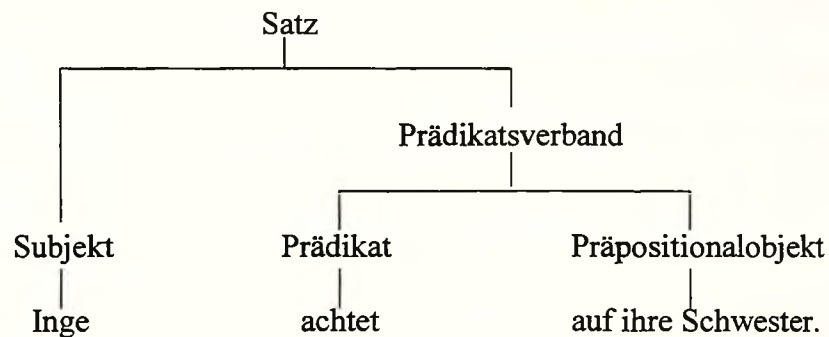 Satz
Prädikatsverband
Subjekt Prädikat Präpositionalobjekt
Inge achtet auf ihre Schwester.